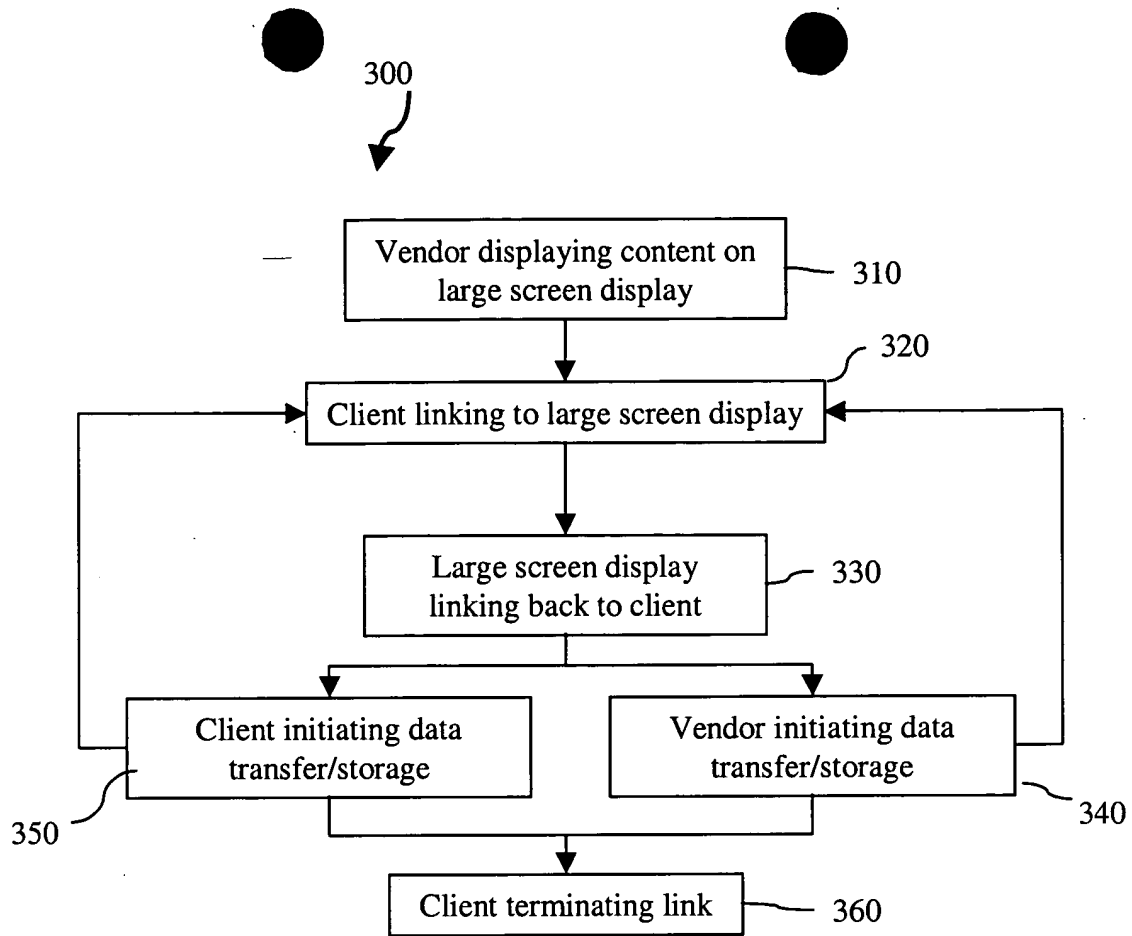 300
Vendor displaying content on
large screen display
310
320
Client linking to large screen display
Large screen display
linking back to client
330
Client initiating data
transfer/storage
Vendor initiating data
transfer/storage
350
340
Client terminating link
360